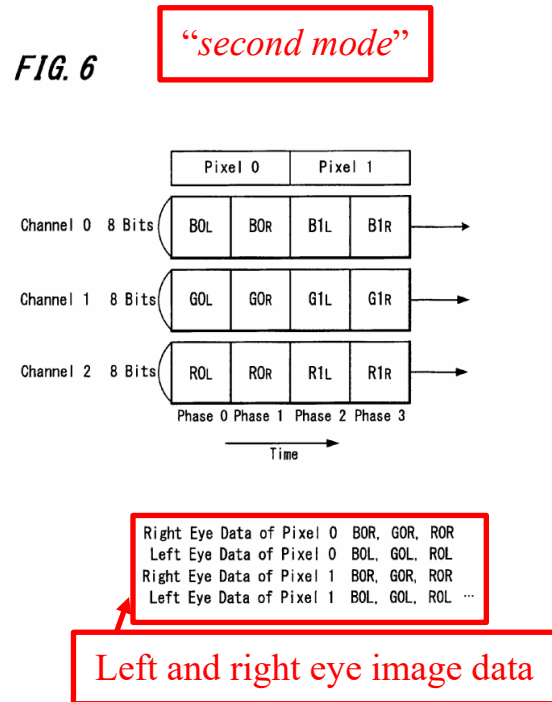 “second mode”
FIG. 6
Pixel 0 Pixel 1
Channel 0 8 Bits B0L B0R B1L B1R
Channel 1 8 Bits G0L G0R G1L G1R
Channel 2 8 Bits R0L R0R R1L R1R
Phase 0 Phase 1 Phase 2 Phase 3
Time
Right Eye Data of Pixel 0 B0R, G0R, R0R
Left Eye Data of Pixel 0 B0L, G0L, R0L
Right Eye Data of Pixel 1 B0R, G0R, R0R
Left Eye Data of Pixel 1 B0L, G0L, R0L ...
Left and right eye image data